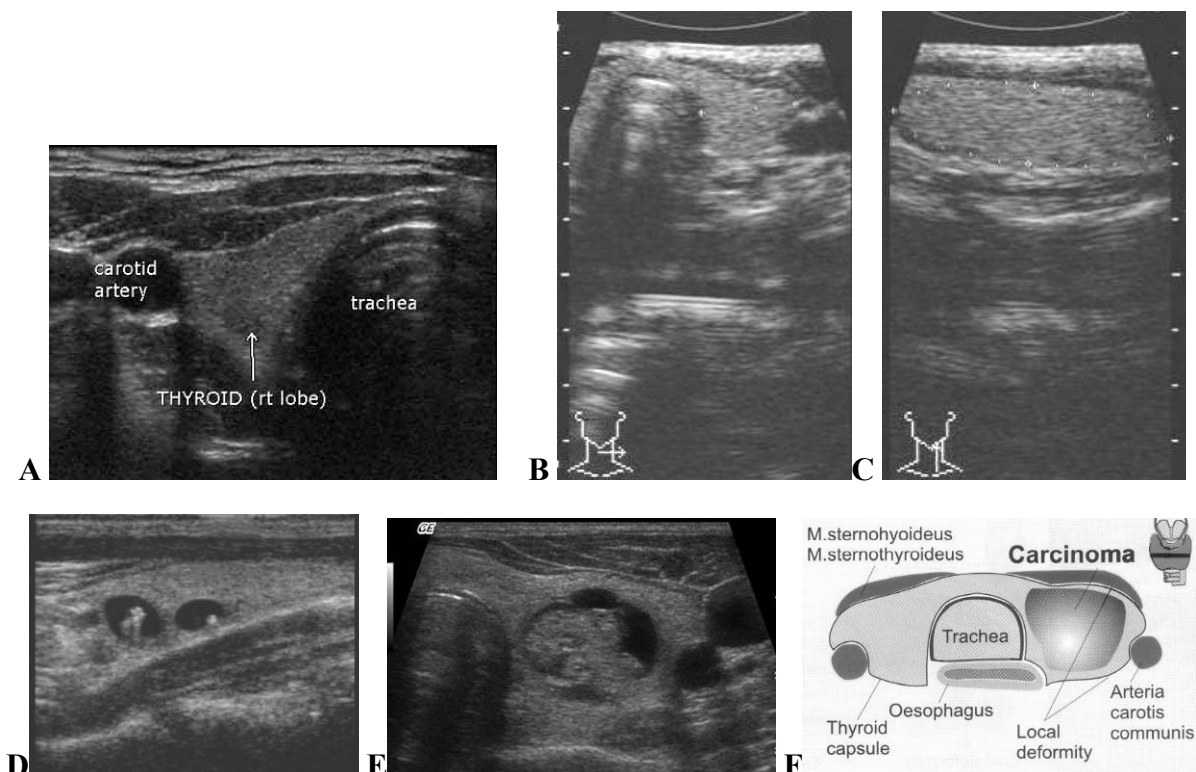 carotid
artery
trachea
THYROID (rt lobe)
A
B
C
GE
D
E
M.sternohyoideus
M.sternothyroideus
Carcinoma
Trachea
Oesophagus
Thyroid
capsule
Local
deformity
Arteria
carotis
communis
F